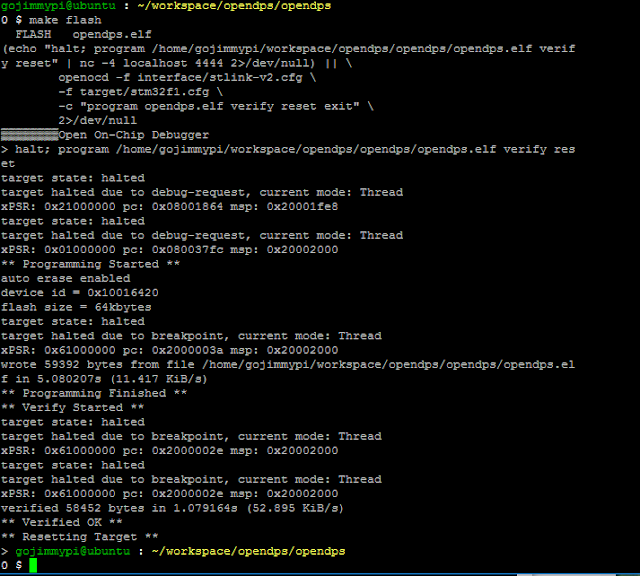 gojimmypi@ubuntu : ~/workspace/opendps/opendps
0 $ make flash
  FLASH   opendps.elf
(echo "halt; program /home/gojimmypi/workspace/opendps/opendps/opendps.elf verif
y reset" | nc -4 localhost 4444 2>/dev/null) || \
        openocd -f interface/stlink-v2.cfg \
        -f target/stm32f1.cfg \
        -c "program opendps.elf verify reset exit" \
        2>/dev/null
▒▒▒▒▒▒▒▒Open On-Chip Debugger
> halt; program /home/gojimmypi/workspace/opendps/opendps/opendps.elf verify res
et
target state: halted
target halted due to debug-request, current mode: Thread
xPSR: 0x21000000 pc: 0x08001864 msp: 0x20001fe8
target state: halted
target halted due to debug-request, current mode: Thread
xPSR: 0x01000000 pc: 0x080037fc msp: 0x20002000
** Programming Started **
auto erase enabled
device id = 0x10016420
flash size = 64kbytes
target state: halted
target halted due to breakpoint, current mode: Thread
xPSR: 0x61000000 pc: 0x2000003a msp: 0x20002000
wrote 59392 bytes from file /home/gojimmypi/workspace/opendps/opendps/opendps.el
f in 5.080207s (11.417 KiB/s)
** Programming Finished **
** Verify Started **
target state: halted
target halted due to breakpoint, current mode: Thread
xPSR: 0x61000000 pc: 0x2000002e msp: 0x20002000
target state: halted
target halted due to breakpoint, current mode: Thread
xPSR: 0x61000000 pc: 0x2000002e msp: 0x20002000
verified 58452 bytes in 1.079164s (52.895 KiB/s)
** Verified OK **
** Resetting Target **
> gojimmypi@ubuntu : ~/workspace/opendps/opendps
0 $